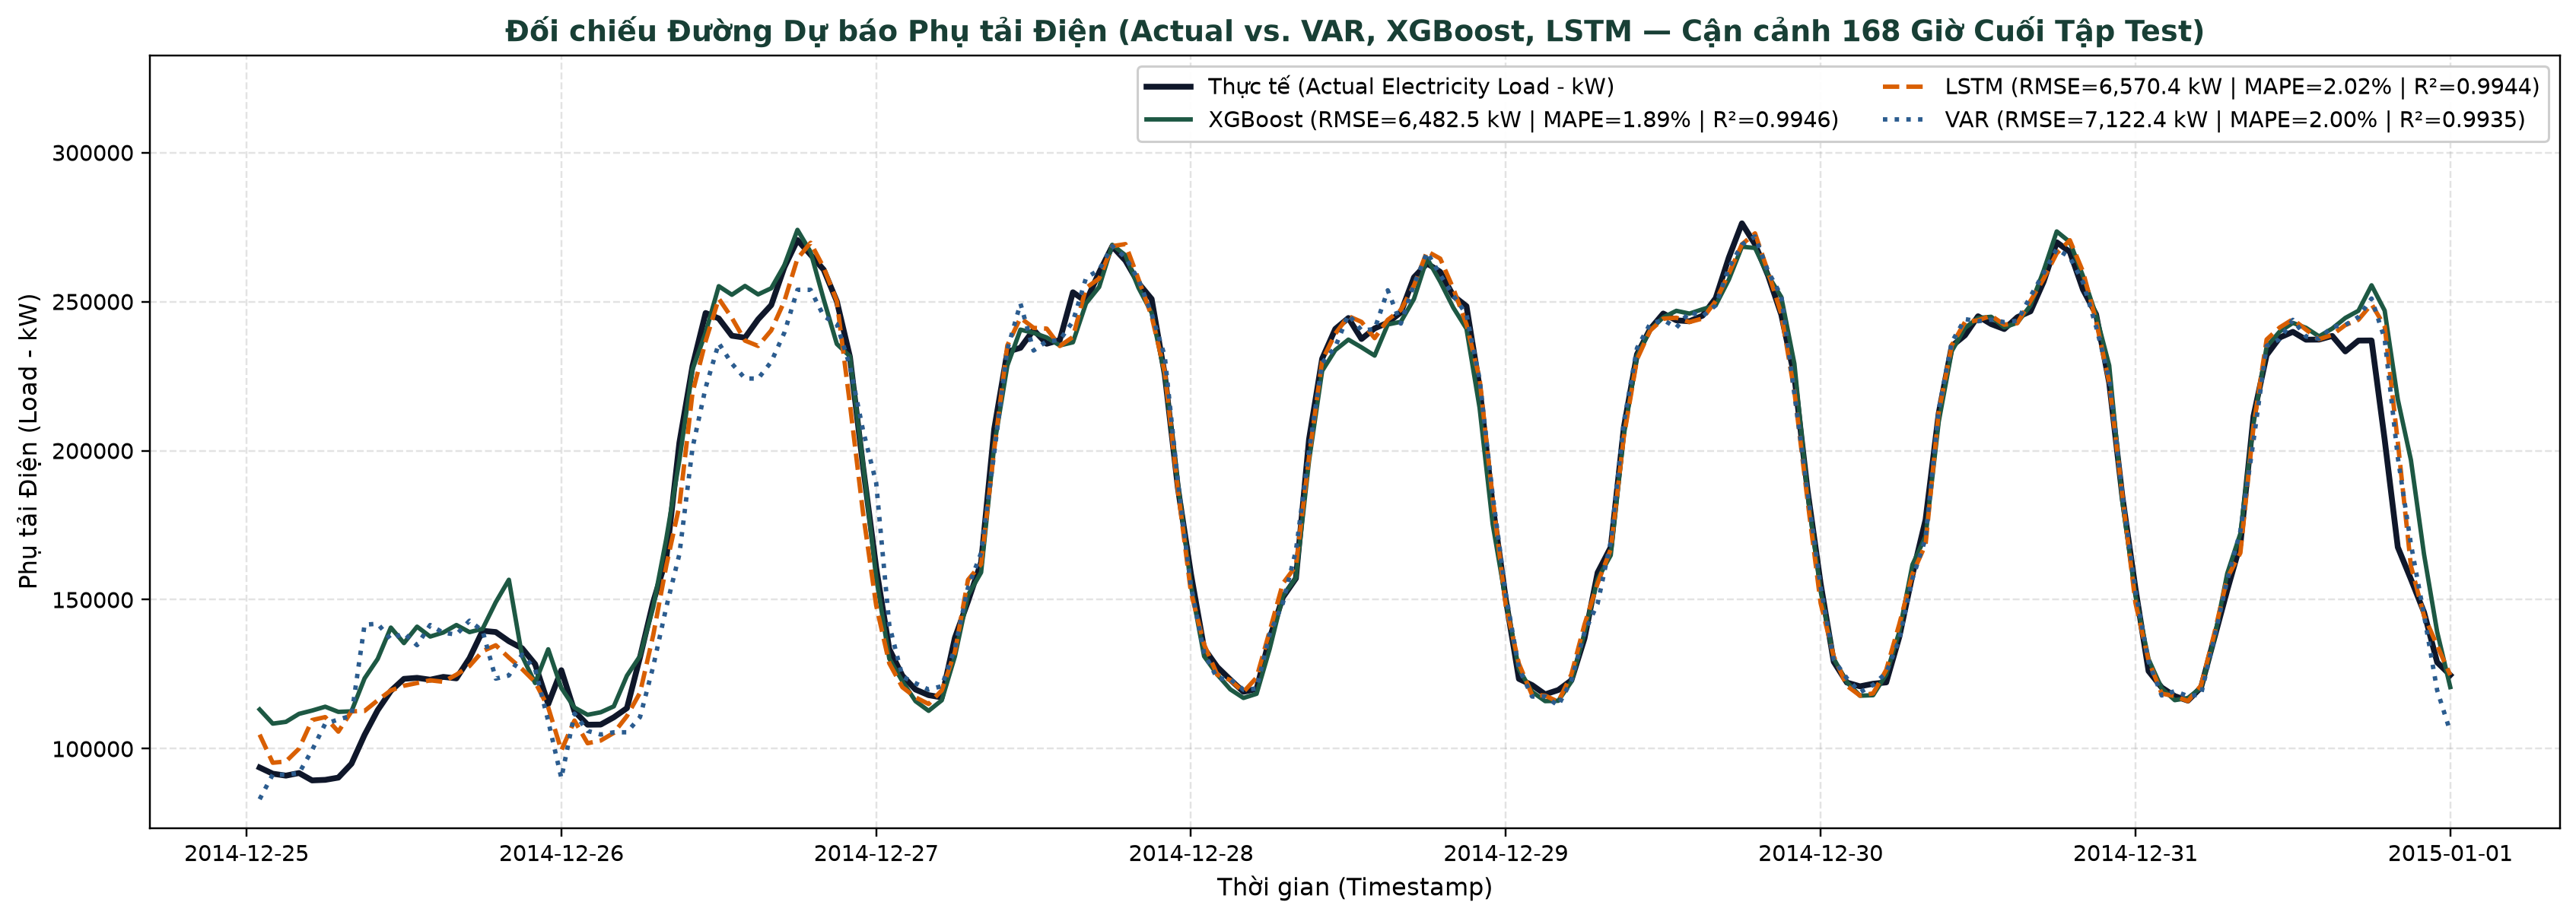 Đối chiếu Đường Dự báo Phụ tải Điện (Actual vs. VAR, XGBoost, LSTM — Cận cảnh 168 Giờ Cuối Tập Test)
Thực tế (Actual Electricity Load - kW)
XGBoost (RMSE=6,482.5 kW | MAPE=1.89% | R²=0.9946)
LSTM (RMSE=6,570.4 kW | MAPE=2.02% | R²=0.9944)
VAR (RMSE=7,122.4 kW | MAPE=2.00% | R²=0.9935)
Phụ tải Điện (Load - kW)
300000
250000
200000
150000
100000
2014-12-25
2014-12-26
2014-12-27
2014-12-28
2014-12-29
2014-12-30
2014-12-31
2015-01-01
Thời gian (Timestamp)